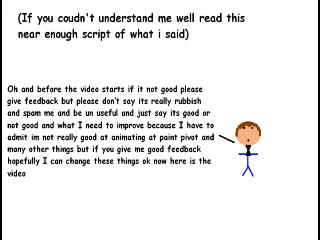 (If you coudn't understand me well read this
near enough script of what i said)
Oh and before the video starts if it not good please
give feedback but please don't say its really rubbish
and spam me and be un useful and just say its good or
not good and what I need to improve because I have to
admit im not really good at animating at paint pivot and
many other things but if you give me good feedback
hopefully I can change these things ok now here is the
video